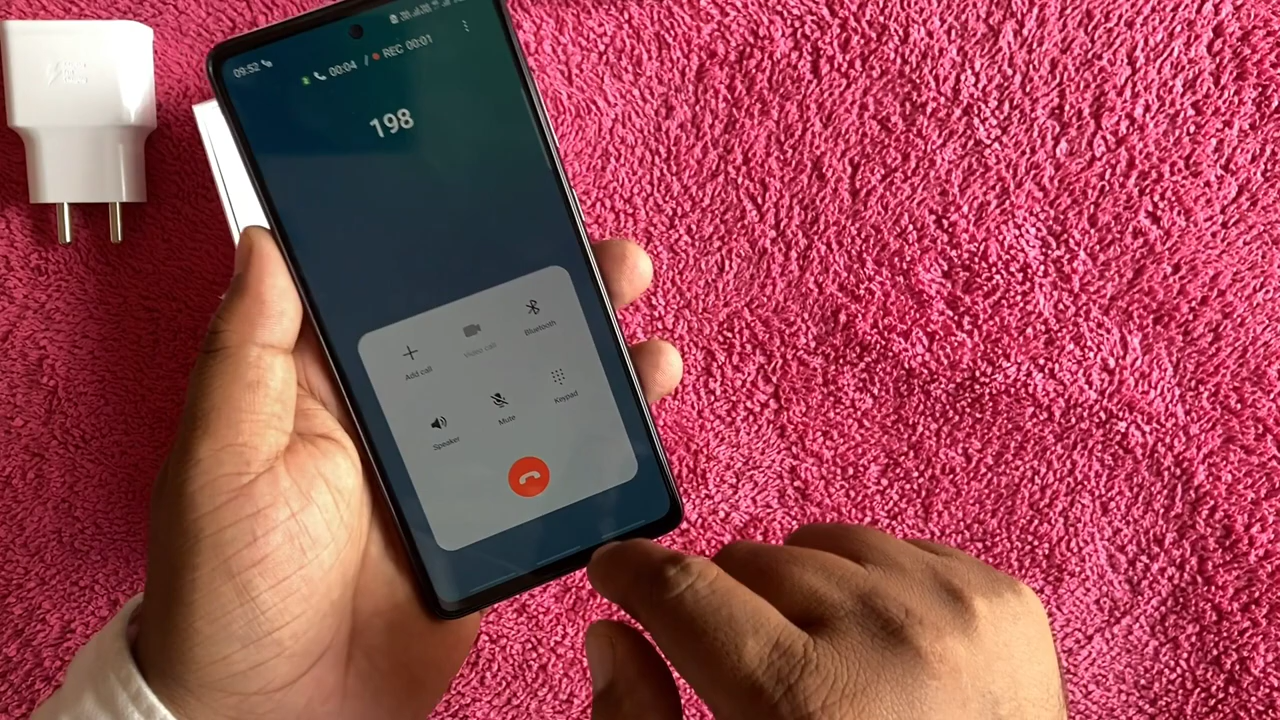 09:52
00:04 / REC 00:01
198
Add call
Video call
Bluetooth
Speaker
Mute
Keypad